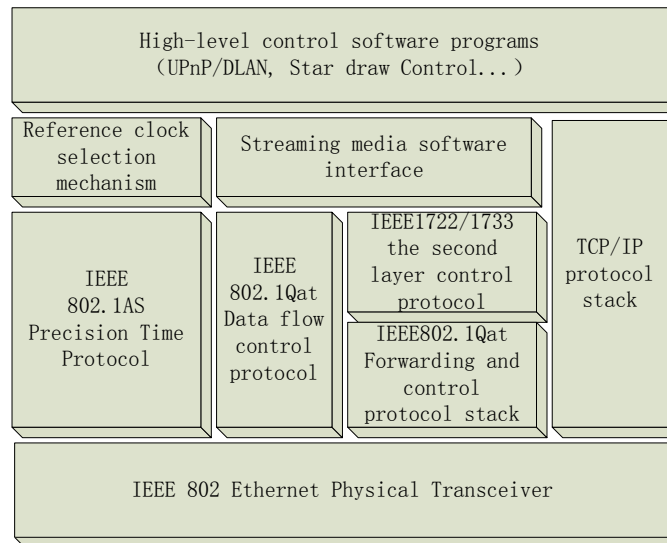 High-level control software programs
(UPnP/DLAN, Star draw Control...)
Reference clock
selection
mechanism
Streaming media software
interface
IEEE
802.1AS
Precision Time
Protocol
IEEE
802.1Qat
Data flow
control
protocol
IEEE1722/1733
the second
layer control
protocol
IEEE802.1Qat
Forwarding and
control
protocol stack
TCP/IP
protocol
stack
IEEE 802 Ethernet Physical Transceiver